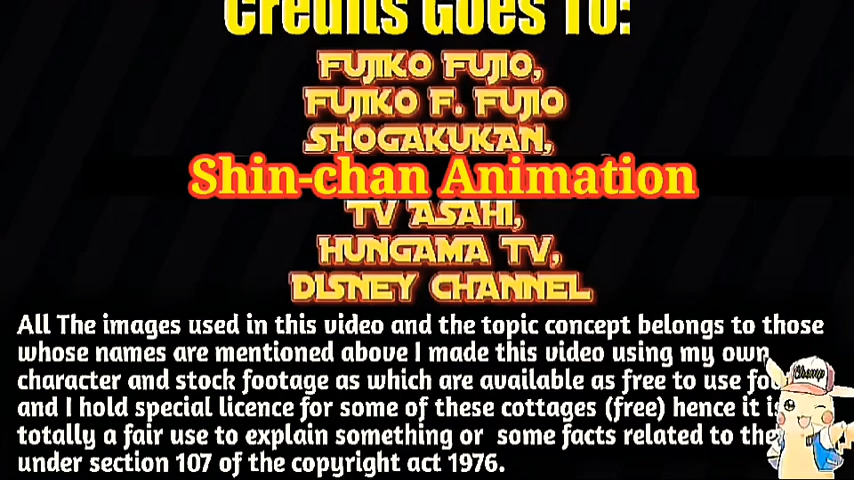 Credits Goes To:
FUJIKO FUJIO,
FUJIKO F. FUJIO
SHOGAKUKAN,
Shin-chan Animation
TV ASAHI,
HUNGAMA TV,
DISNEY CHANNEL
All The images used in this video and the topic concept belongs to those
whose names are mentioned above I made this video using my own
character and stock footage as which are available as free to use
and I hold special licence for some of these cottages (free) hence it is
totally a fair use to explain something or some facts related to
under section 107 of the copyright act 1976.
Champ